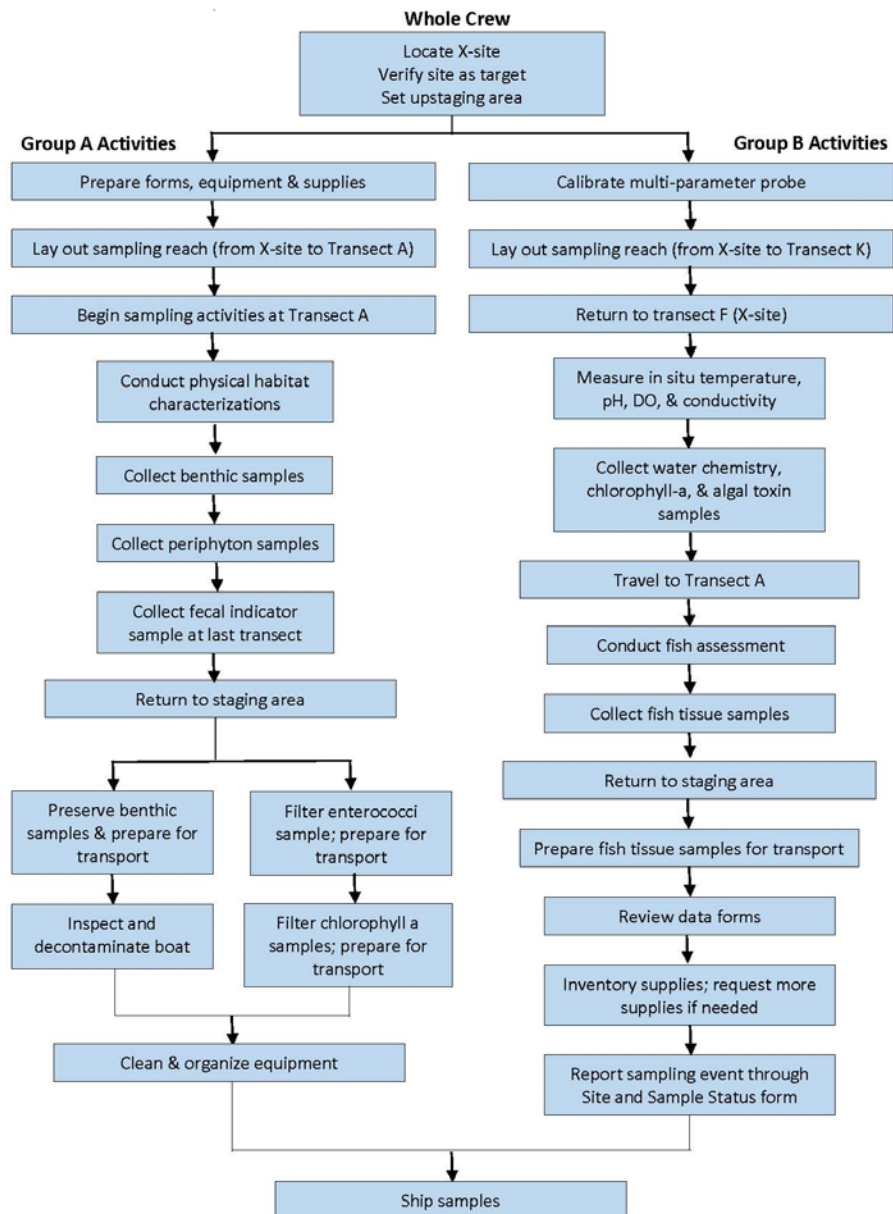 Whole Crew
Locate X-site
Verify site as target
Set upstaging area
Group A Activities
Prepare forms, equipment & supplies
Lay out sampling reach (from X-site to Transect A)
Begin sampling activities at Transect A
Conduct physical habitat
characterizations
Collect benthic samples
Collect periphyton samples
Collect fecal indicator
sample at last transect
Return to staging area
Preserve benthic
samples & prepare for
transport
Inspect and
decontaminate boat
Filter enterococci
sample; prepare for
transport
Filter chlorophyll a
samples; prepare for
transport
Clean & organize equipment
Group B Activities
Calibrate multi-parameter probe
Lay out sampling reach (from X-site to Transect K)
Return to transect F (X-site)
Measure in situ temperature,
pH, DO, & conductivity
Collect water chemistry,
chlorophyll-a, & algal toxin
samples
Travel to Transect A
Conduct fish assessment
Collect fish tissue samples
Return to staging area
Prepare fish tissue samples for transport
Review data forms
Inventory supplies; request more
supplies if needed
Report sampling event through
Site and Sample Status form
Ship samples